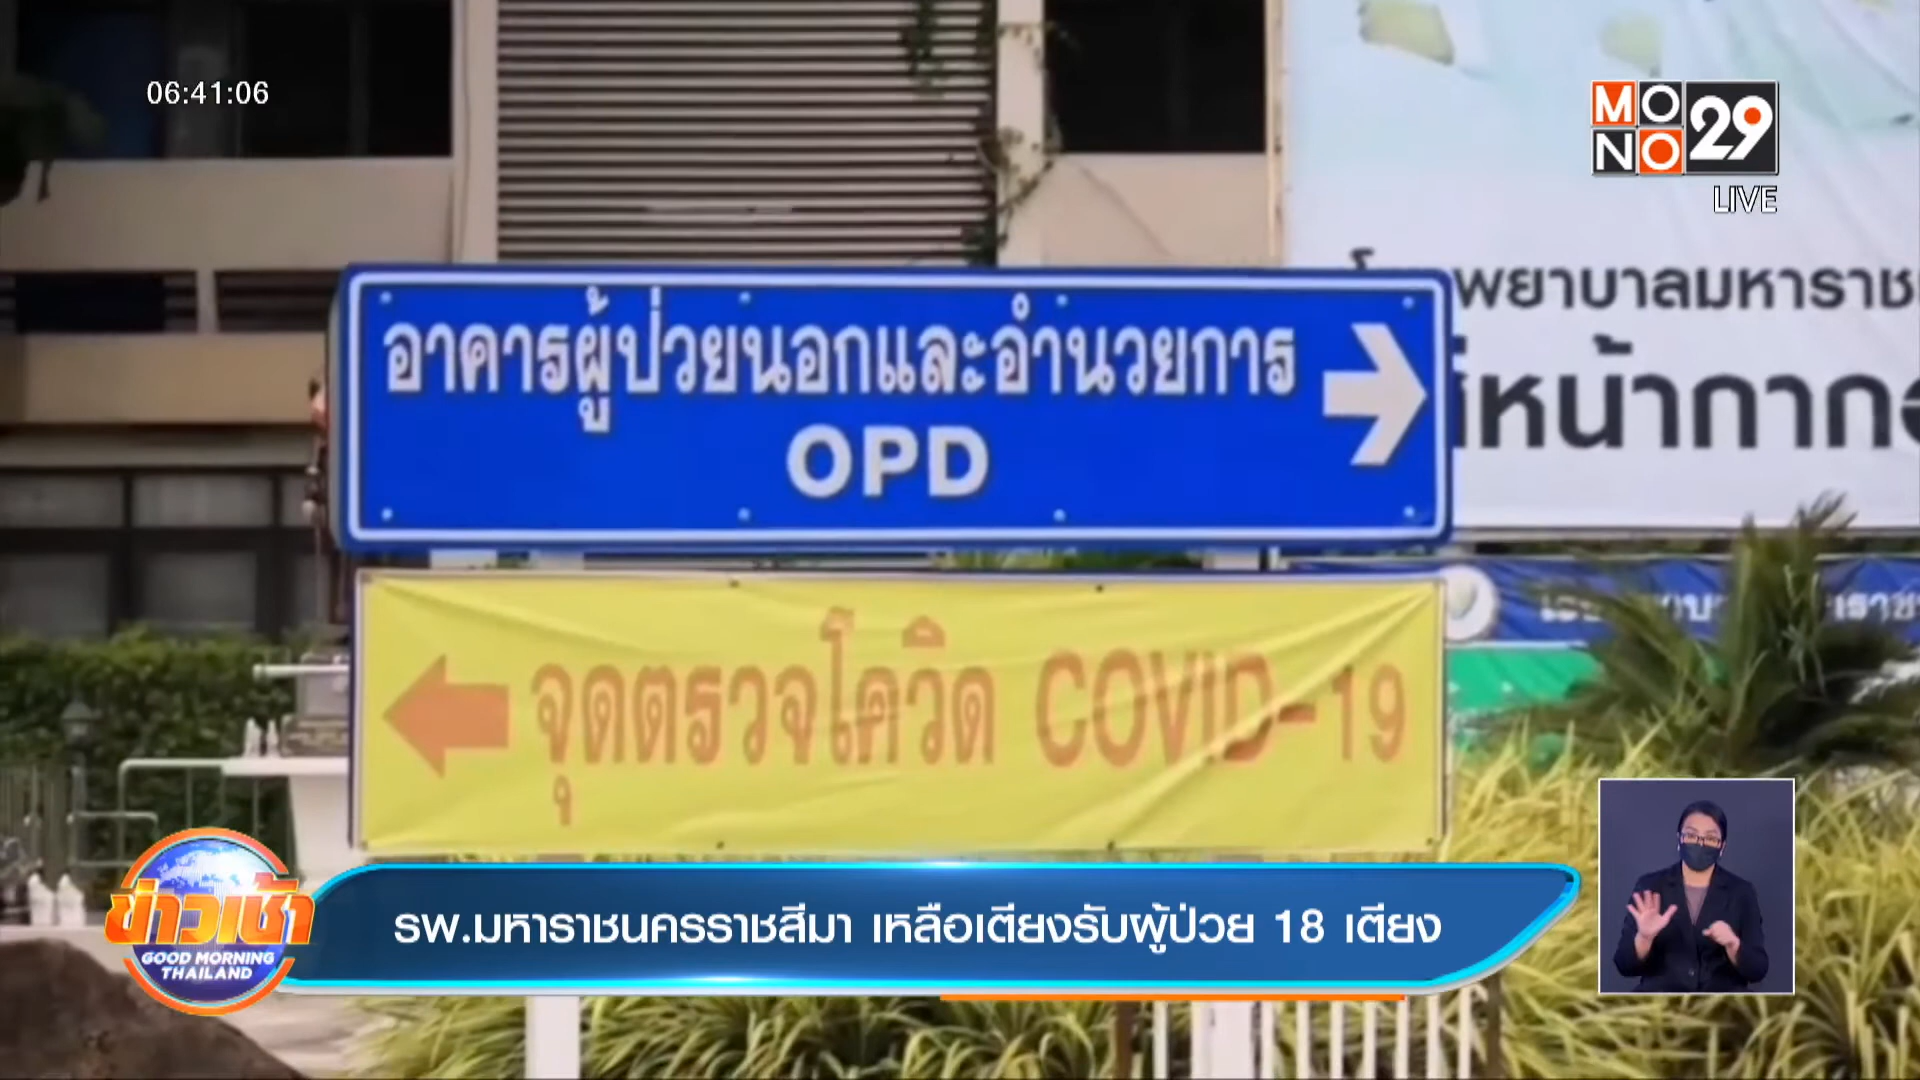 06:41:06
MONO 29
LIVE
พยาบาลมหาราช
หน้ากาก
อาคารผู้ป่วยนอกและอำนวยการ
OPD
จุดตรวจโควิด COVID-19
ข่าวเช้า
GOOD MORNING
THAILAND
รพ.มหาราชนครราชสีมา เหลือเตียงรับผู้ป่วย 18 เตียง